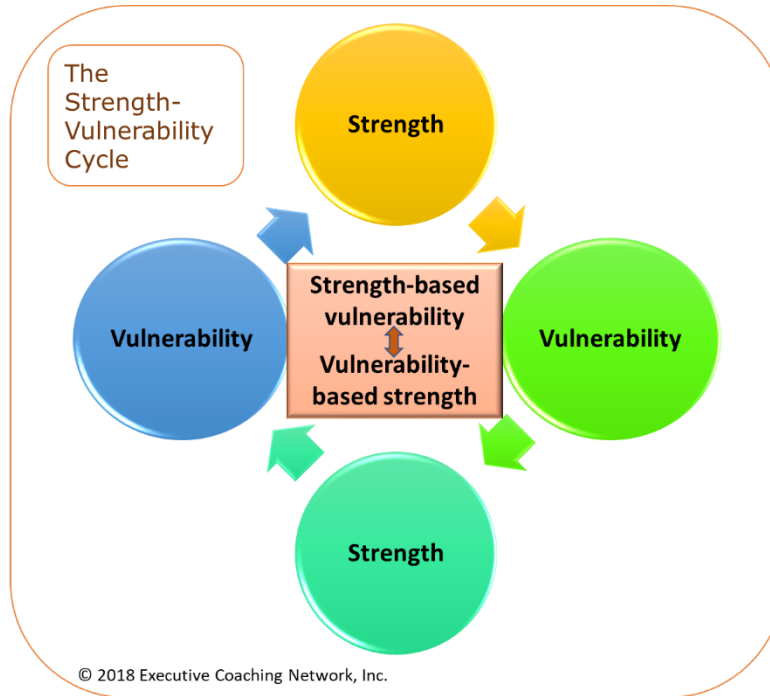 The
Strength-
Vulnerability
Cycle
Strength
Vulnerability
Strength-based
vulnerability
Vulnerability-
based strength
Vulnerability
Strength
© 2018 Executive Coaching Network, Inc.